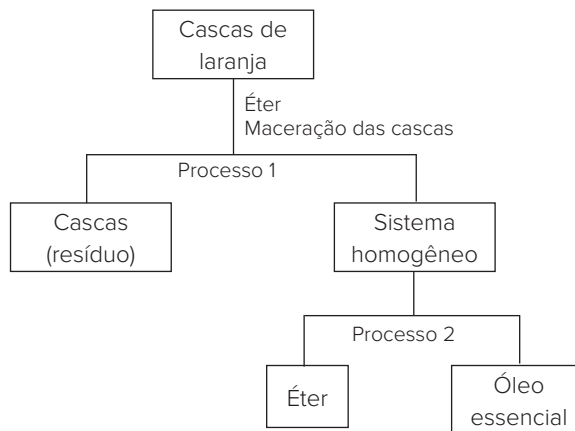 Cascas de
laranja
Éter
Maceração das cascas
Processo 1
Cascas
(resíduo)
Sistema
homogêneo
Processo 2
Éter
Óleo
essencial